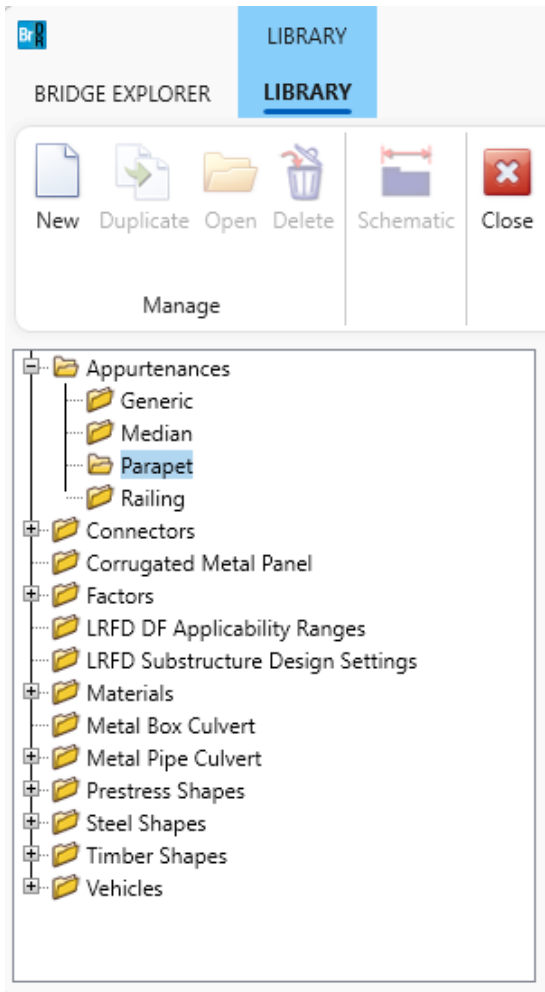 BrDR
LIBRARY
BRIDGE EXPLORER LIBRARY
New Duplicate Open Delete Schematic Close
Manage
Appurtenances
Generic
Median
Parapet
Railing
Connectors
Corrugated Metal Panel
Factors
LRFD DF Applicability Ranges
LRFD Substructure Design Settings
Materials
Metal Box Culvert
Metal Pipe Culvert
Prestress Shapes
Steel Shapes
Timber Shapes
Vehicles